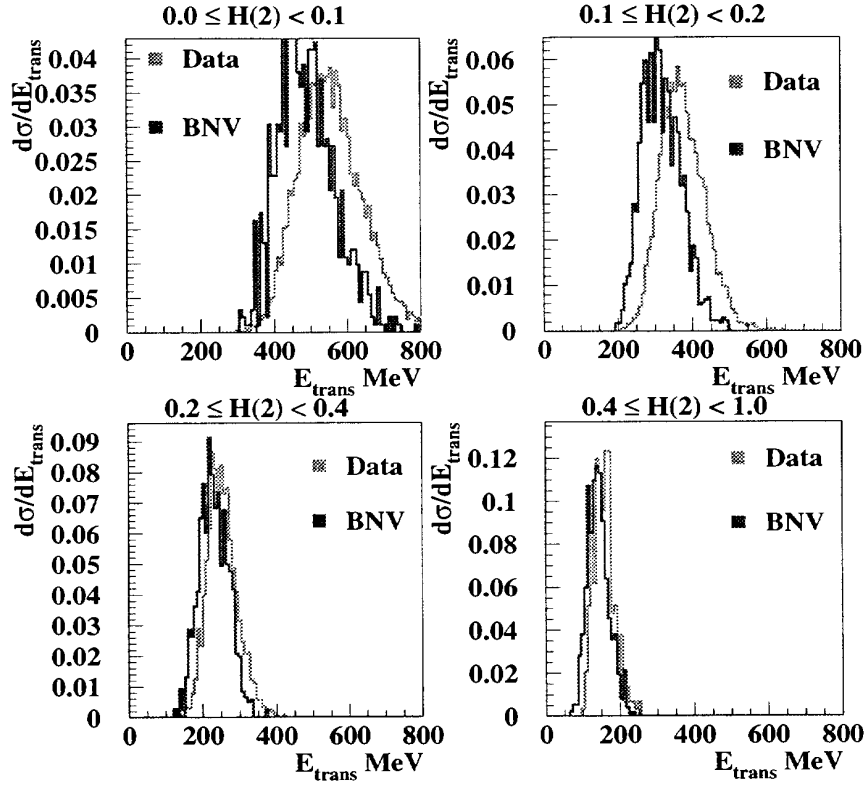 0.0 ≤ H(2) < 0.1
dσ/dE_trans
0.04
0.035
0.03
0.025
0.02
0.015
0.01
0.005
0
Data
BNV
0 200 400 600 800
E_trans MeV
0.1 ≤ H(2) < 0.2
dσ/dE_trans
0.06
0.05
0.04
0.03
0.02
0.01
0
Data
BNV
0 200 400 600 800
E_trans MeV
0.2 ≤ H(2) < 0.4
dσ/dE_trans
0.09
0.08
0.07
0.06
0.05
0.04
0.03
0.02
0.01
0
Data
BNV
0 200 400 600 800
E_trans MeV
0.4 ≤ H(2) < 1.0
dσ/dE_trans
0.12
0.1
0.08
0.06
0.04
0.02
0
Data
BNV
0 200 400 600 800
E_trans MeV